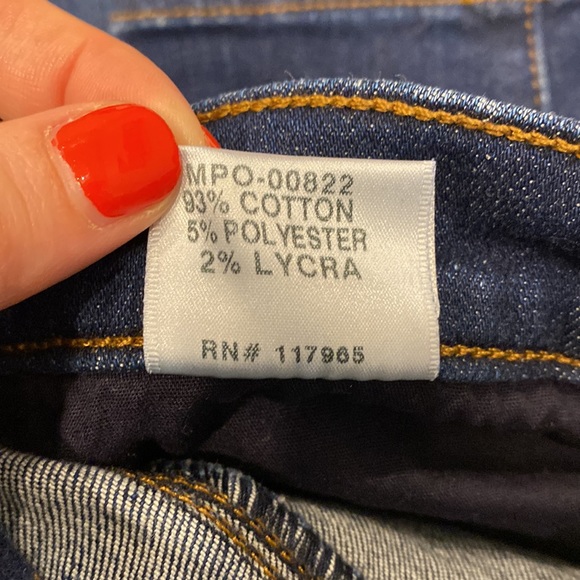 MPO-00822
93% COTTON
5% POLYESTER
2% LYCRA
RN# 117965